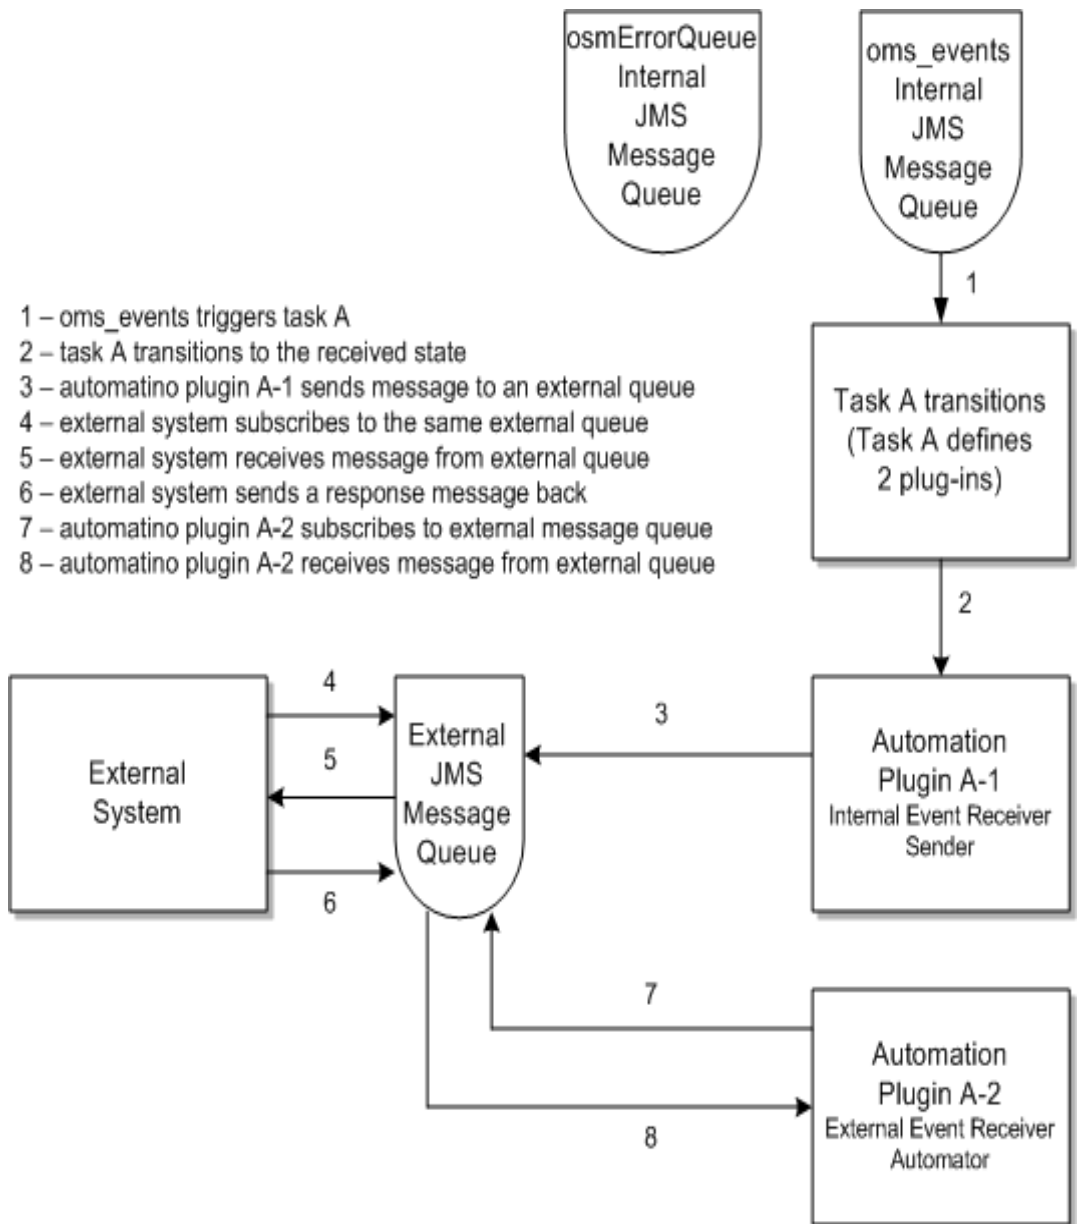 osmErrorQueue
Internal
JMS
Message
Queue
oms_events
Internal
JMS
Message
Queue
1
1 – oms_events triggers task A
2 – task A transitions to the received state
3 – automatino plugin A-1 sends message to an external queue
4 – external system subscribes to the same external queue
5 – external system receives message from external queue
6 – external system sends a response message back
7 – automatino plugin A-2 subscribes to external message queue
8 – automatino plugin A-2 receives message from external queue
Task A transitions
(Task A defines
2 plug-ins)
2
External
System
4
5
6
External
JMS
Message
Queue
3
Automation
Plugin A-1
Internal Event Receiver
Sender
7
8
Automation
Plugin A-2
External Event Receiver
Automator